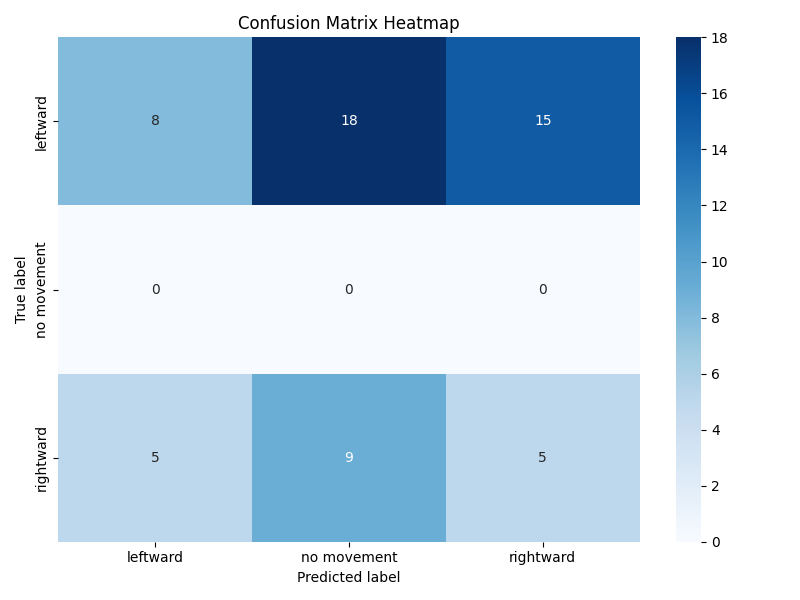 Confusion Matrix Heatmap
True label
leftward
8 18 15
no movement
0 0 0
rightward
5 9 5
leftward no movement rightward
Predicted label
18
16
14
12
10
8
6
4
2
0